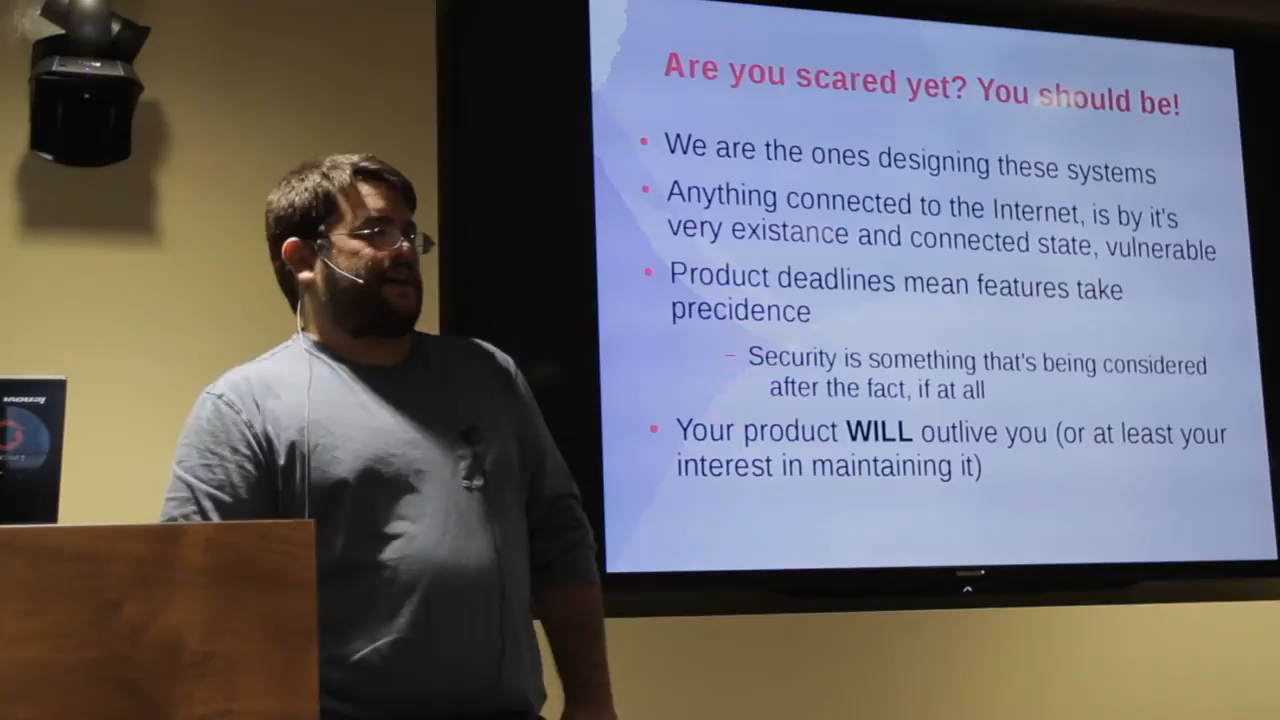 Are you scared yet? You should be!
We are the ones designing these systems
Anything connected to the Internet, is by it's
very existance and connected state, vulnerable
Product deadlines mean features take
precidence
Security is something that's being considered
after the fact, if at all
Your product WILL outlive you (or at least your
interest in maintaining it)
lenovo